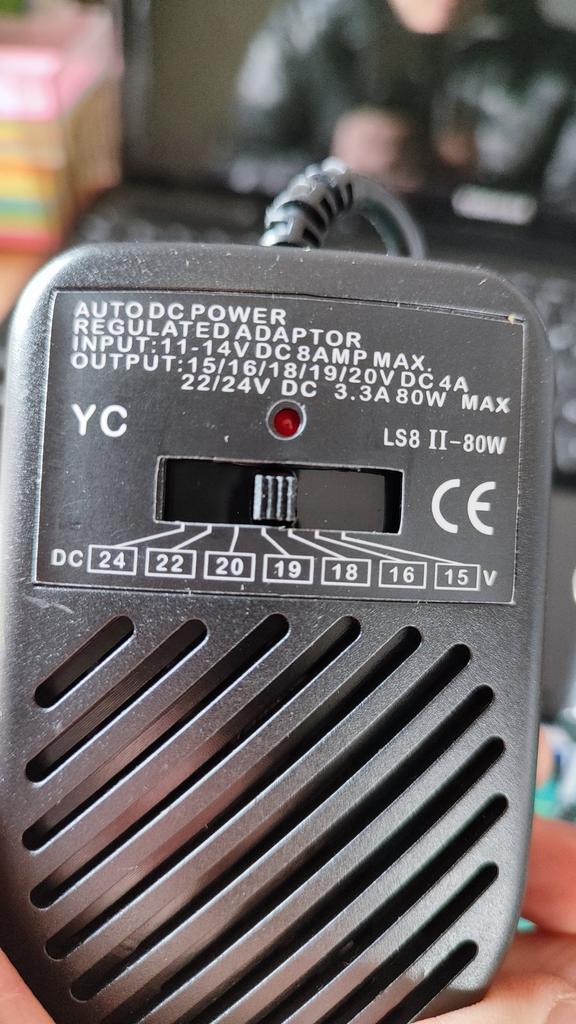 AUTO DC POWER
REGULATED ADAPTOR
INPUT:11-14V DC 8AMP MAX.
OUTPUT:15/16/18/19/20V DC 4A
22/24V DC 3.3A 80W MAX
YC
LS8 II-80W
CE
DC 24 22 20 19 18 16 15 V